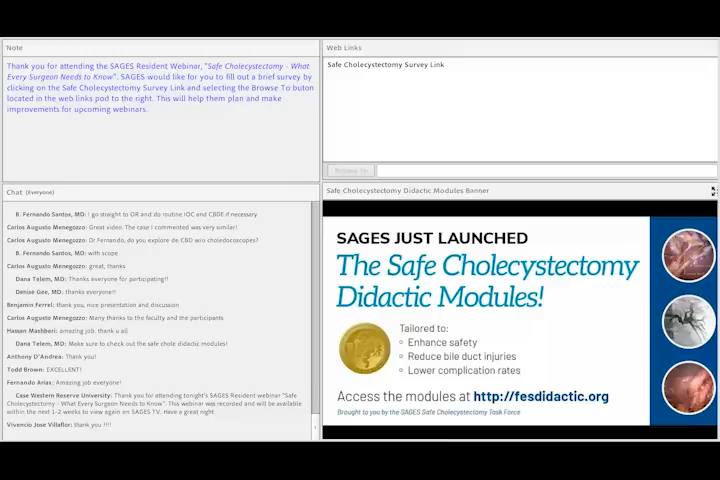 Note
Thank you for attending the SAGES Resident Webinar, "Safe Cholecystectomy - What
Every Surgeon Needs to Know". SAGES would like for you to fill out a brief survey by
clicking on the Safe Cholecystectomy Survey Link and selecting the Browse To buton
located in the web links pod to the right. This will help them plan and make
improvements for upcoming webinars.
Web Links
Safe Cholecystectomy Survey Link
Browse To
Chat (Everyone)
B. Fernando Santos, MD: I go straight to OR and do routine IOC and CBDE if necessary
Carlos Augusto Menegozzo: Great video. The case I commented was very similar!
Carlos Augusto Menegozzo: Dr Fernando, do you explore de CBD w/o choledocoscopes?
B. Fernando Santos, MD: with scope
Carlos Augusto Menegozzo: great, thanks
Dana Telem, MD: Thanks everyone for participating!!
Denise Gee, MD: thanks everyone!!
Benjamin Ferrel: thank you, nice presentation and discussion
Carlos Augusto Menegozzo: Many thanks to the faculty and the participants
Hassan Mashbari: amazing job. thank u all
Dana Telem, MD: Make sure to check out the safe chole didactic modules!
Anthony D'Andrea: Thank you!
Todd Brown: EXCELLENT!
Fernando Arias: Amazing job everyone!
Case Western Reserve University: Thank you for attending tonight's SAGES Resident webinar "Safe
Cholecystectomy - What Every Surgeon Needs to Know". This webinar was recorded and will be available
within the next 1-2 weeks to view again on SAGES TV. Have a great night
Vivencio Jose Villaflor: thank you !!!!
Safe Cholecystectomy Didactic Modules Banner
SAGES JUST LAUNCHED
The Safe Cholecystectomy
Didactic Modules!
Tailored to:
Enhance safety
Reduce bile duct injuries
Lower complication rates
Access the modules at http://fesdidactic.org
Brought to you by the SAGES Safe Cholecystectomy Task Force